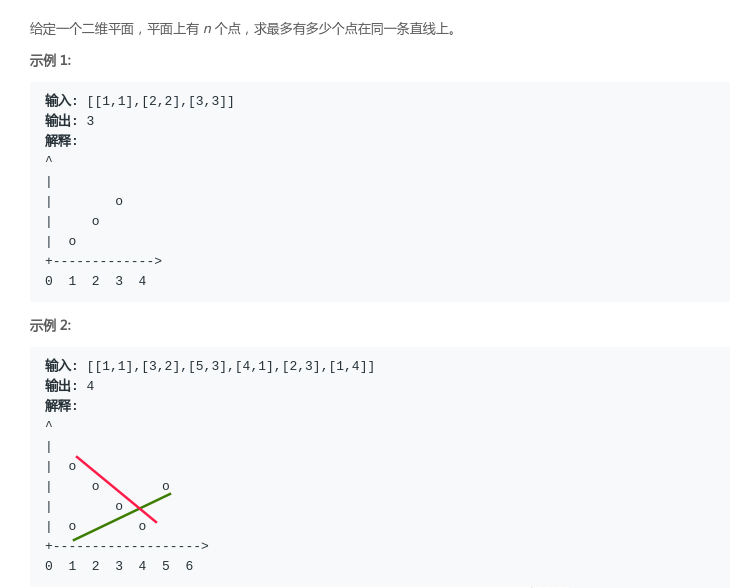 给定一个二维平面，平面上有 n 个点，求最多有多少个点在同一条直线上。
示例 1:
输入: [[1,1],[2,2],[3,3]]
输出: 3
解释:
^
|
|        o
|     o
|  o
+------------->
0  1  2  3  4
示例 2:
输入: [[1,1],[3,2],[5,3],[4,1],[2,3],[1,4]]
输出: 4
解释:
^
|
|  o
|     o        o
|        o
|  o        o
+------------------->
0  1  2  3  4  5  6